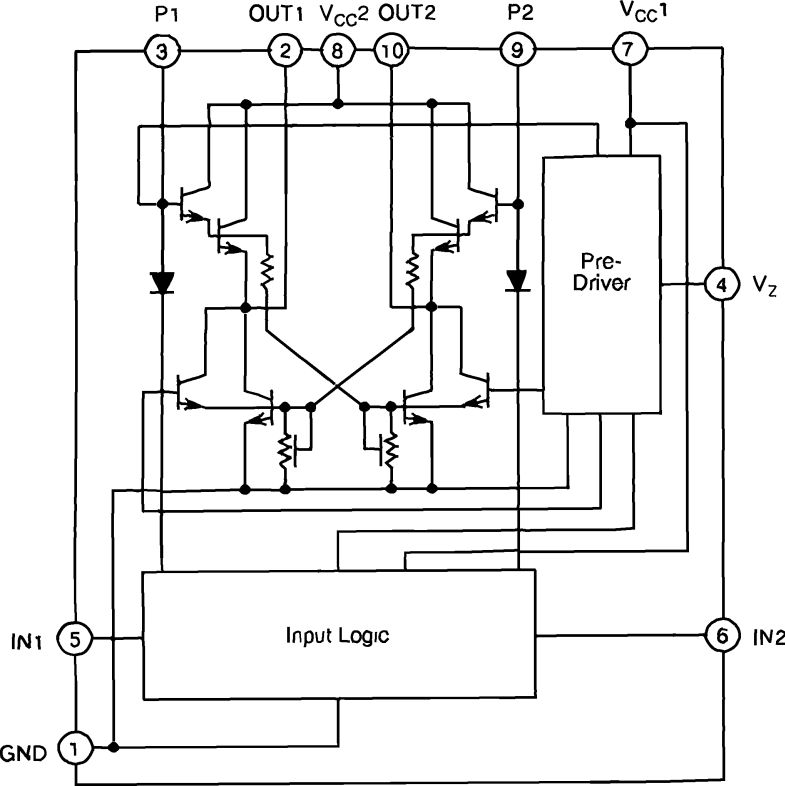 P1 OUT1 VCC2 OUT2 P2 VCC1
3 2 8 10 9 7
Pre-
Driver
4 VZ
IN1 5 Input Logic 6 IN2
GND 1